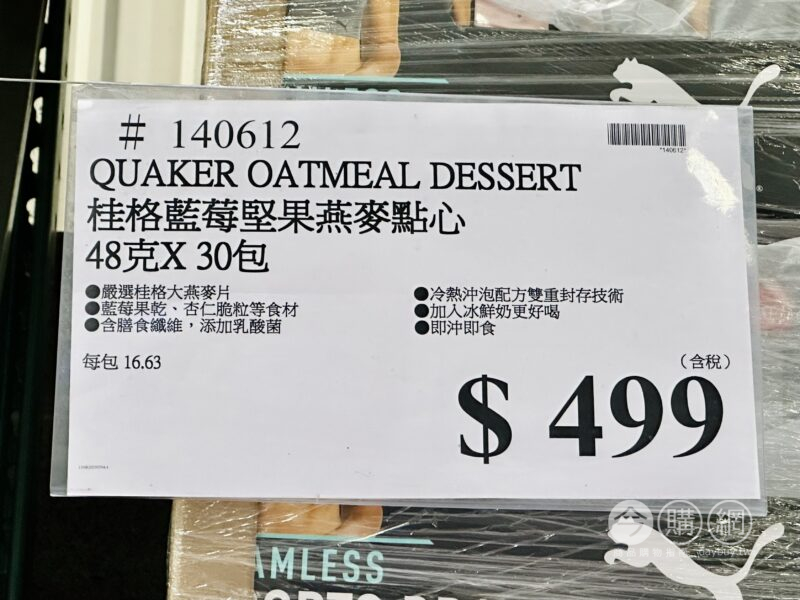 # 140612
*140612*
QUAKER OATMEAL DESSERT
桂格藍莓堅果燕麥點心
48克X 30包
●嚴選桂格大燕麥片
●藍莓果乾、杏仁脆粒等食材
●含膳食纖維，添加乳酸菌
●冷熱沖泡配方雙重封存技術
●加入冰鮮奶更好喝
●即沖即食
每包 16.63
（含稅）
$ 499
今購網
AMLESS